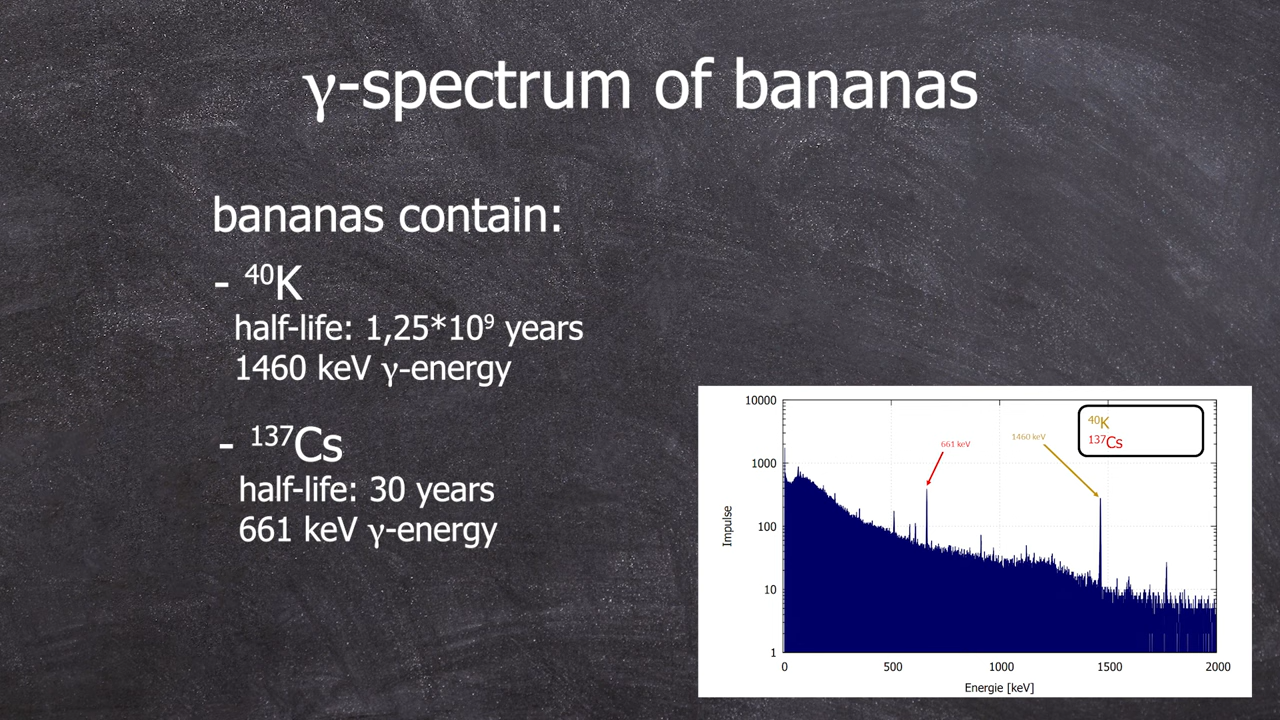 γ-spectrum of bananas
bananas contain:
- ⁴⁰K
half-life: 1,25*10⁹ years
1460 keV γ-energy
- ¹³⁷Cs
half-life: 30 years
661 keV γ-energy
10000
1000
100
10
1
Impulse
661 keV
1460 keV
⁴⁰K
¹³⁷Cs
0 500 1000 1500 2000
Energie [keV]